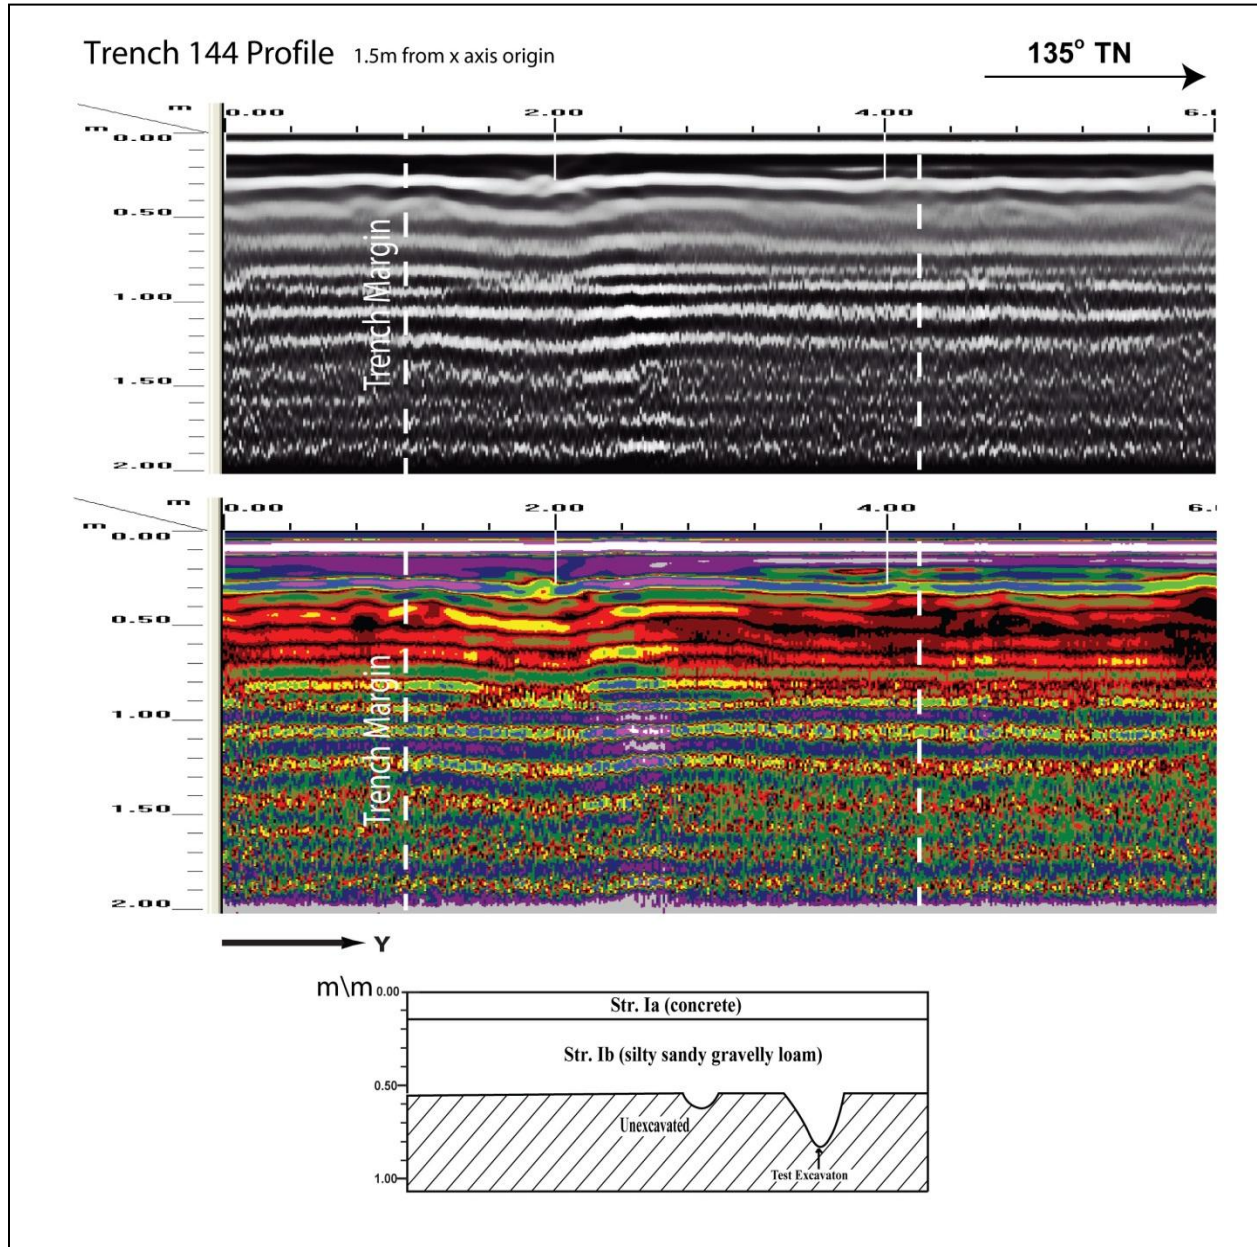 Trench 144 Profile 1.5m from x axis origin
135° TN
m 0.00 2.00 4.00 6.0
m 0.00
0.50
1.00
1.50
2.00
Trench Margin
m 0.00 2.00 4.00 6.0
m 0.00
0.50
1.00
1.50
2.00
Trench Margin
Y
m\m 0.00
Str. Ia (concrete)
Str. Ib (silty sandy gravelly loam)
0.50
Unexcavated
Test Excavaton
1.00